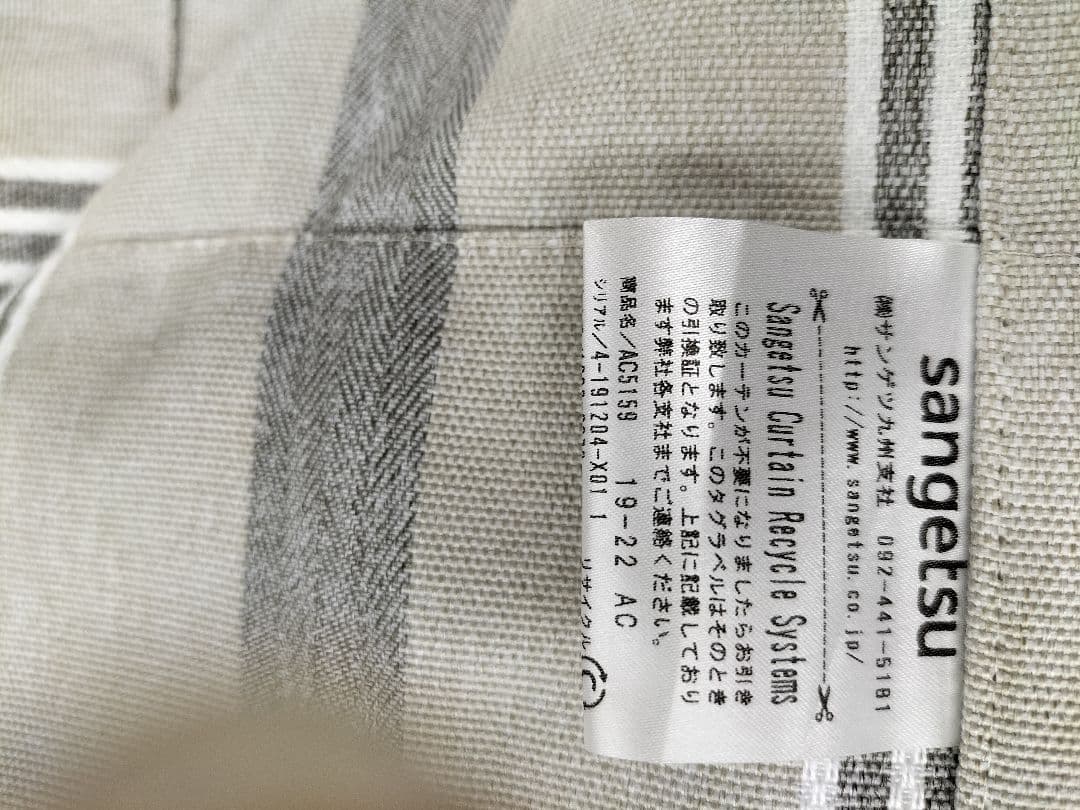 sangetsu
㈱サンゲツ九州支社 092-441-5181
http://www.sangetsu.co.jp/
Sangetsu Curtain Recycle Systems
このカーテンが不要になりましたらお引き
取り致します。このタグラベルはそのとき
の引換証となります。上記に記載しており
ます弊社各支社までご連絡ください。
商品名/AC5159 19-22 AC
シリアル/4-191204-X01 1 リサイクル